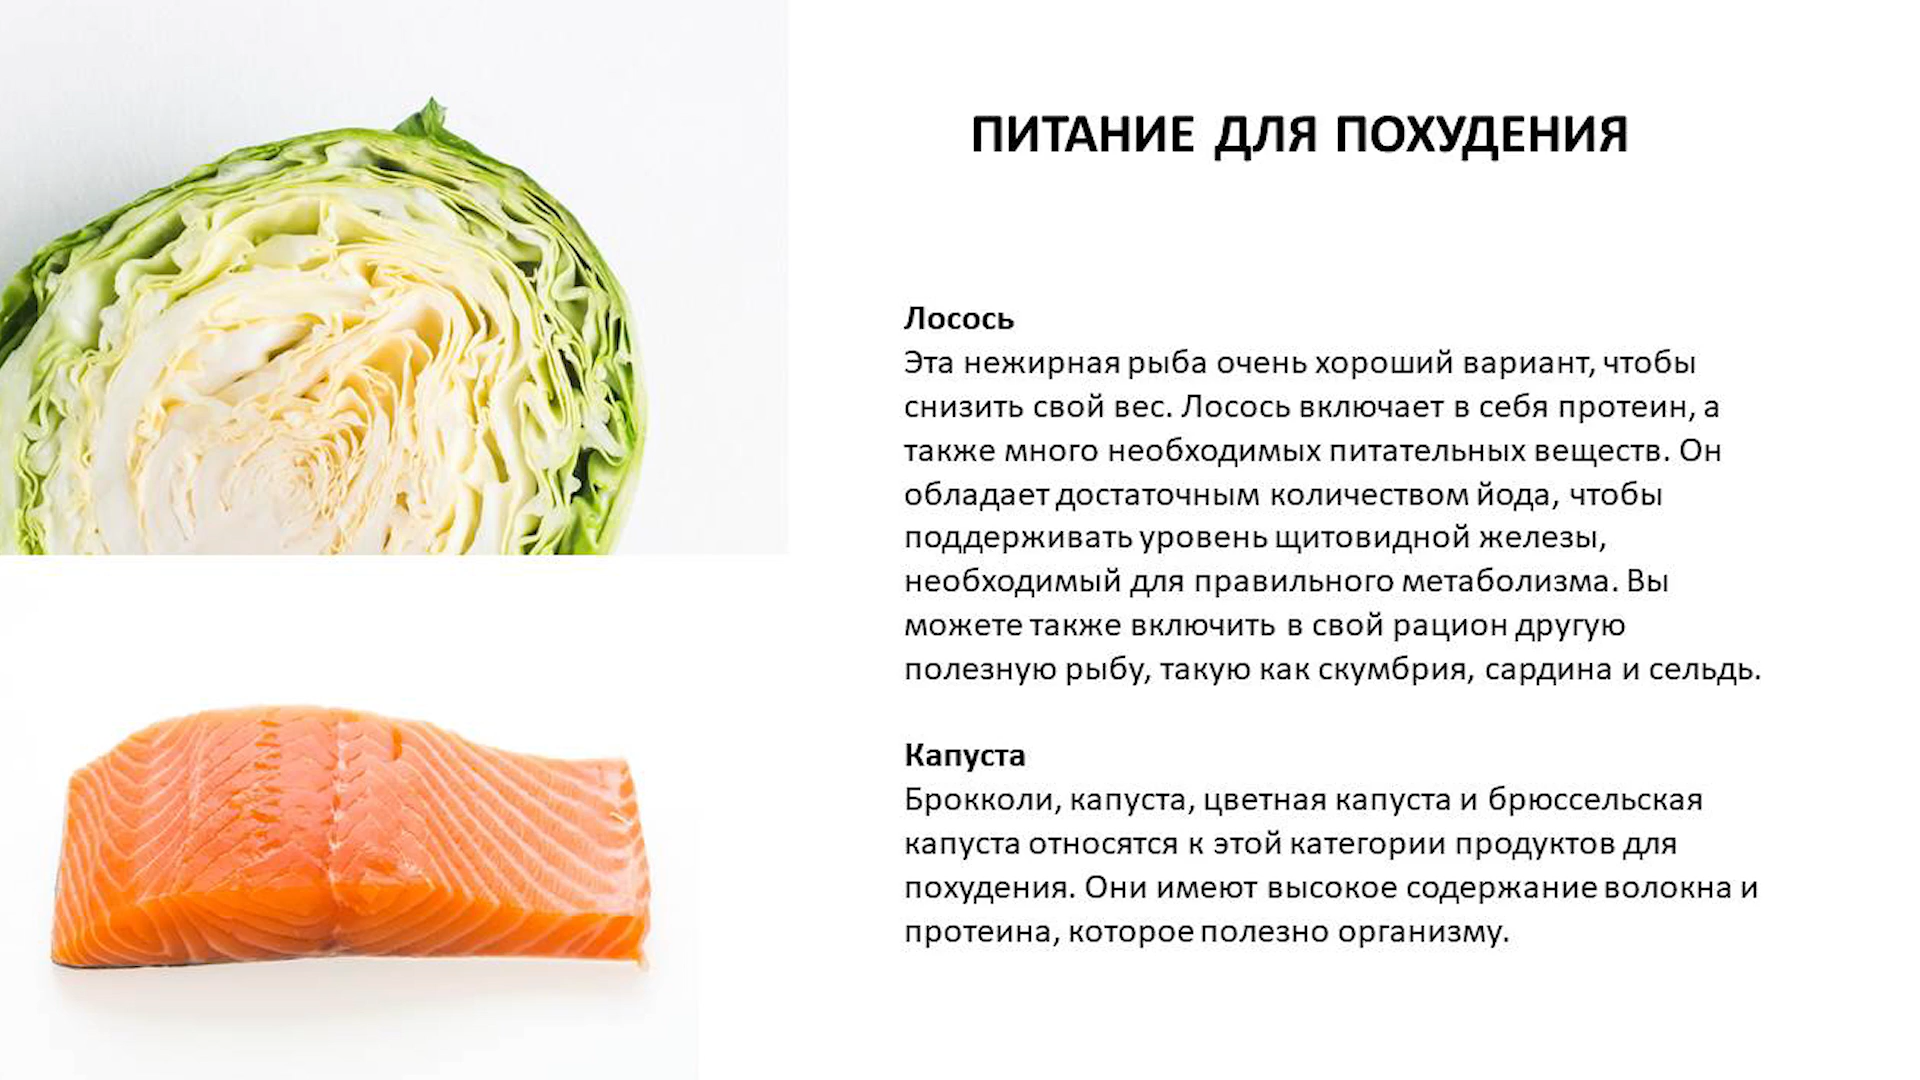 ПИТАНИЕ ДЛЯ ПОХУДЕНИЯ
Лосось
Эта нежирная рыба очень хороший вариант, чтобы
снизить свой вес. Лосось включает в себя протеин, а
также много необходимых питательных веществ. Он
обладает достаточным количеством йода, чтобы
поддерживать уровень щитовидной железы,
необходимый для правильного метаболизма. Вы
можете также включить в свой рацион другую
полезную рыбу, такую как скумбрия, сардина и сельдь.
Капуста
Брокколи, капуста, цветная капуста и брюссельская
капуста относятся к этой категории продуктов для
похудения. Они имеют высокое содержание волокна и
протеина, которое полезно организму.